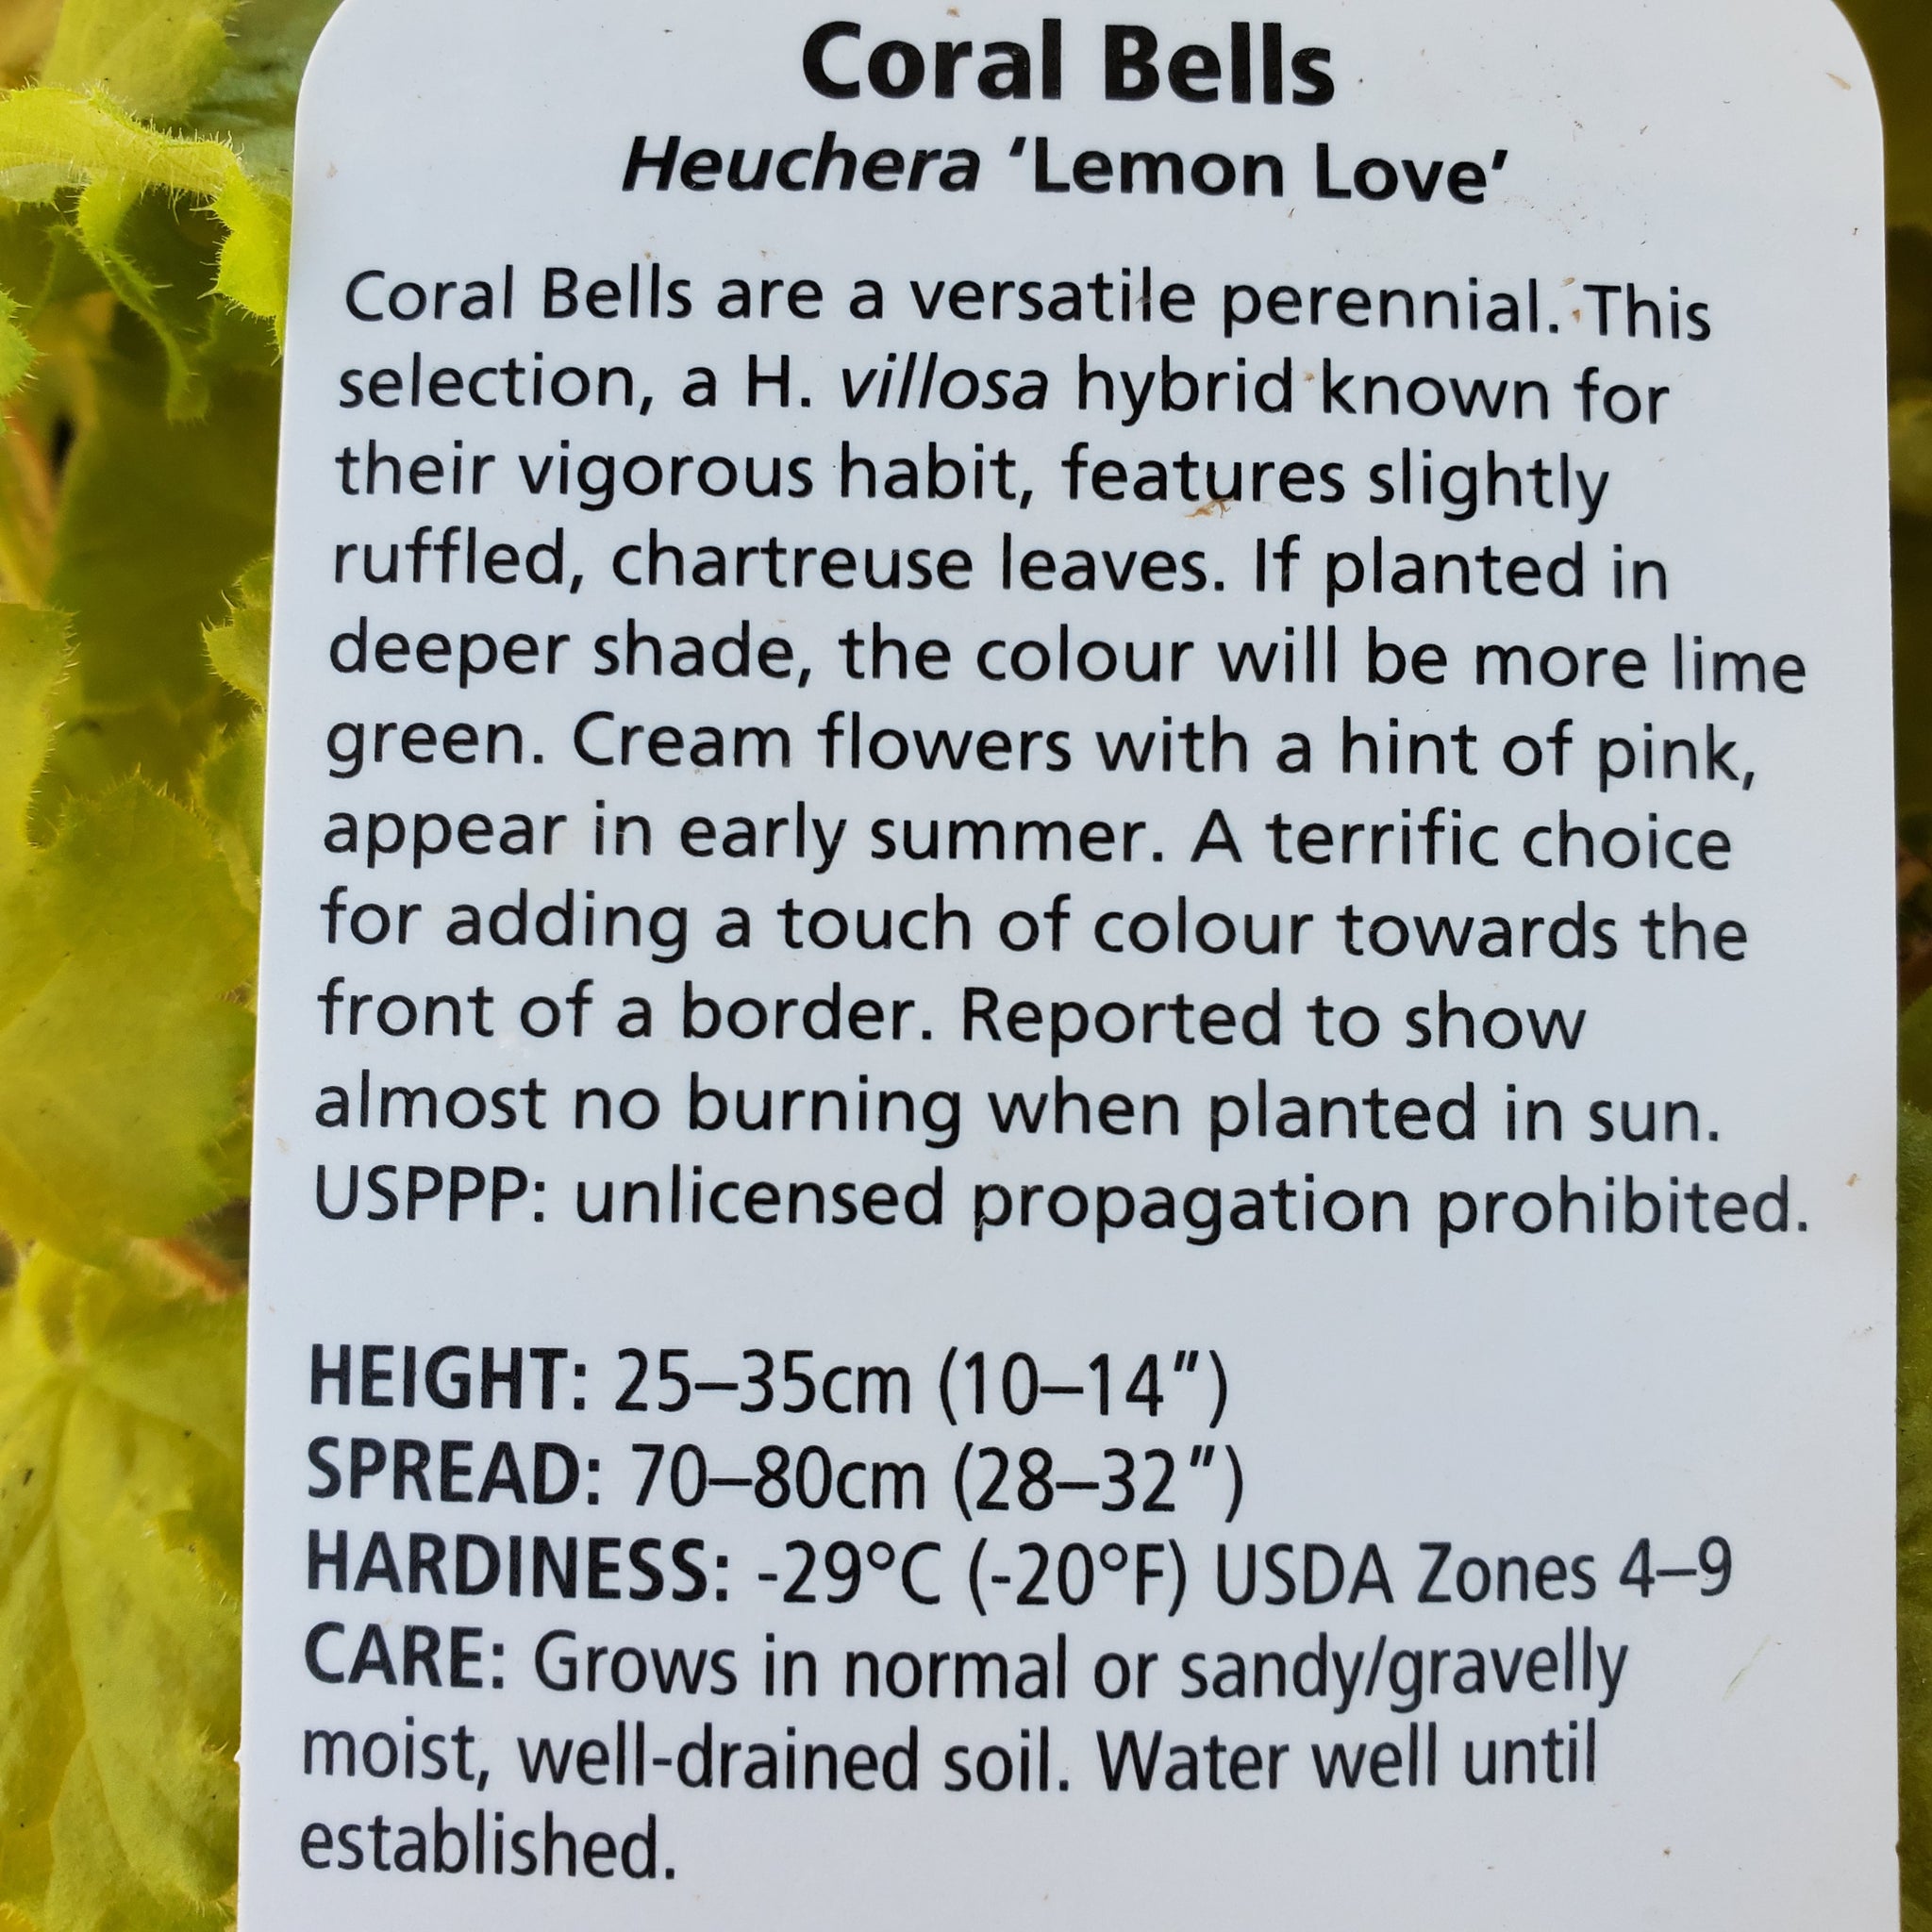 Coral Bells
Heuchera ‘Lemon Love’
Coral Bells are a versatile perennial. This
selection, a H. villosa hybrid known for
their vigorous habit, features slightly
ruffled, chartreuse leaves. If planted in
deeper shade, the colour will be more lime
green. Cream flowers with a hint of pink,
appear in early summer. A terrific choice
for adding a touch of colour towards the
front of a border. Reported to show
almost no burning when planted in sun.
USPPP: unlicensed propagation prohibited.
HEIGHT: 25–35cm (10–14")
SPREAD: 70–80cm (28–32")
HARDINESS: -29°C (-20°F) USDA Zones 4–9
CARE: Grows in normal or sandy/gravelly
moist, well-drained soil. Water well until
established.